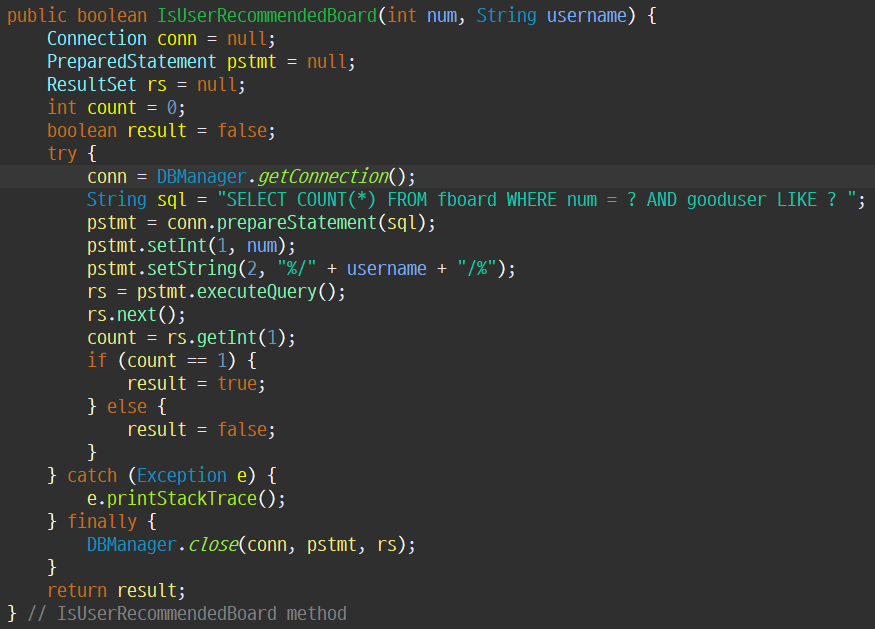 public boolean IsUserRecommendedBoard(int num, String username) {
    Connection conn = null;
    PreparedStatement pstmt = null;
    ResultSet rs = null;
    int count = 0;
    boolean result = false;
    try {
        conn = DBManager.getConnection();
        String sql = "SELECT COUNT(*) FROM fboard WHERE num = ? AND gooduser LIKE ? ";
        pstmt = conn.prepareStatement(sql);
        pstmt.setInt(1, num);
        pstmt.setString(2, "%/" + username + "/%");
        rs = pstmt.executeQuery();
        rs.next();
        count = rs.getInt(1);
        if (count == 1) {
            result = true;
        } else {
            result = false;
        }
    } catch (Exception e) {
        e.printStackTrace();
    } finally {
        DBManager.close(conn, pstmt, rs);
    }
    return result;
} // IsUserRecommendedBoard method